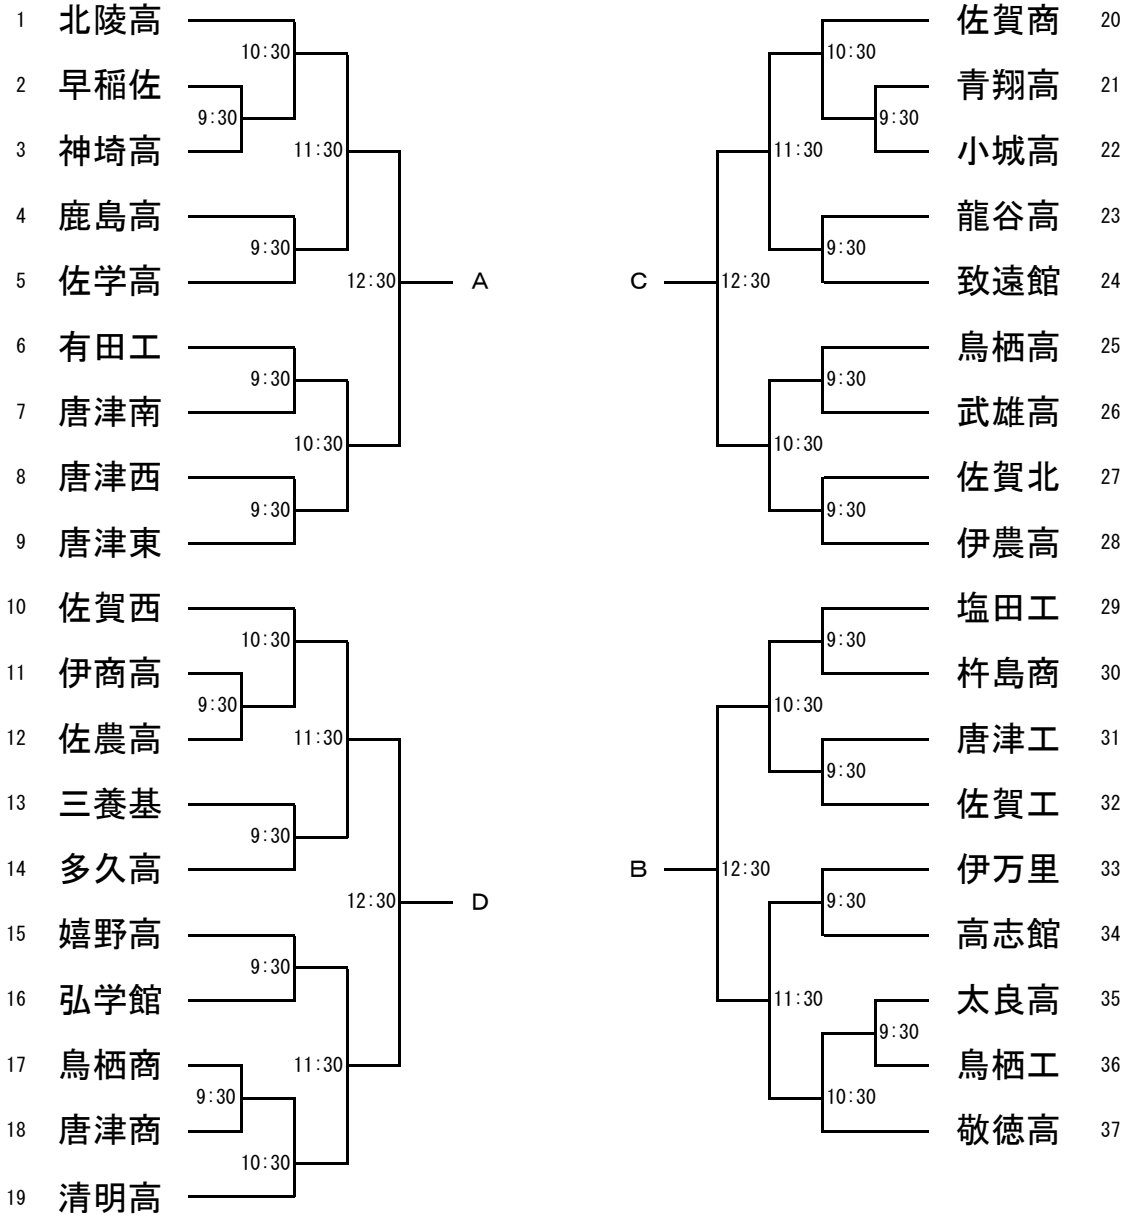 1 北陵高
10:30
2 早稲佐
9:30
3 神埼高
11:30
4 鹿島高
9:30
5 佐学高
12:30 A
6 有田工
9:30
7 唐津南
10:30
8 唐津西
9:30
9 唐津東
10 佐賀西
10:30
11 伊商高
9:30
12 佐農高
11:30
13 三養基
9:30
14 多久高
12:30 D
15 嬉野高
9:30
16 弘学館
17 鳥栖商
11:30
9:30
18 唐津商
10:30
19 清明高
佐賀商 20
10:30
青翔高 21
9:30
小城高 22
11:30
龍谷高 23
9:30
致遠館 24
C 12:30
鳥栖高 25
9:30
武雄高 26
10:30
佐賀北 27
9:30
伊農高 28
塩田工 29
9:30
杵島商 30
10:30
唐津工 31
9:30
佐賀工 32
B 12:30
伊万里 33
9:30
高志館 34
11:30
太良高 35
9:30
鳥栖工 36
10:30
敬徳高 37